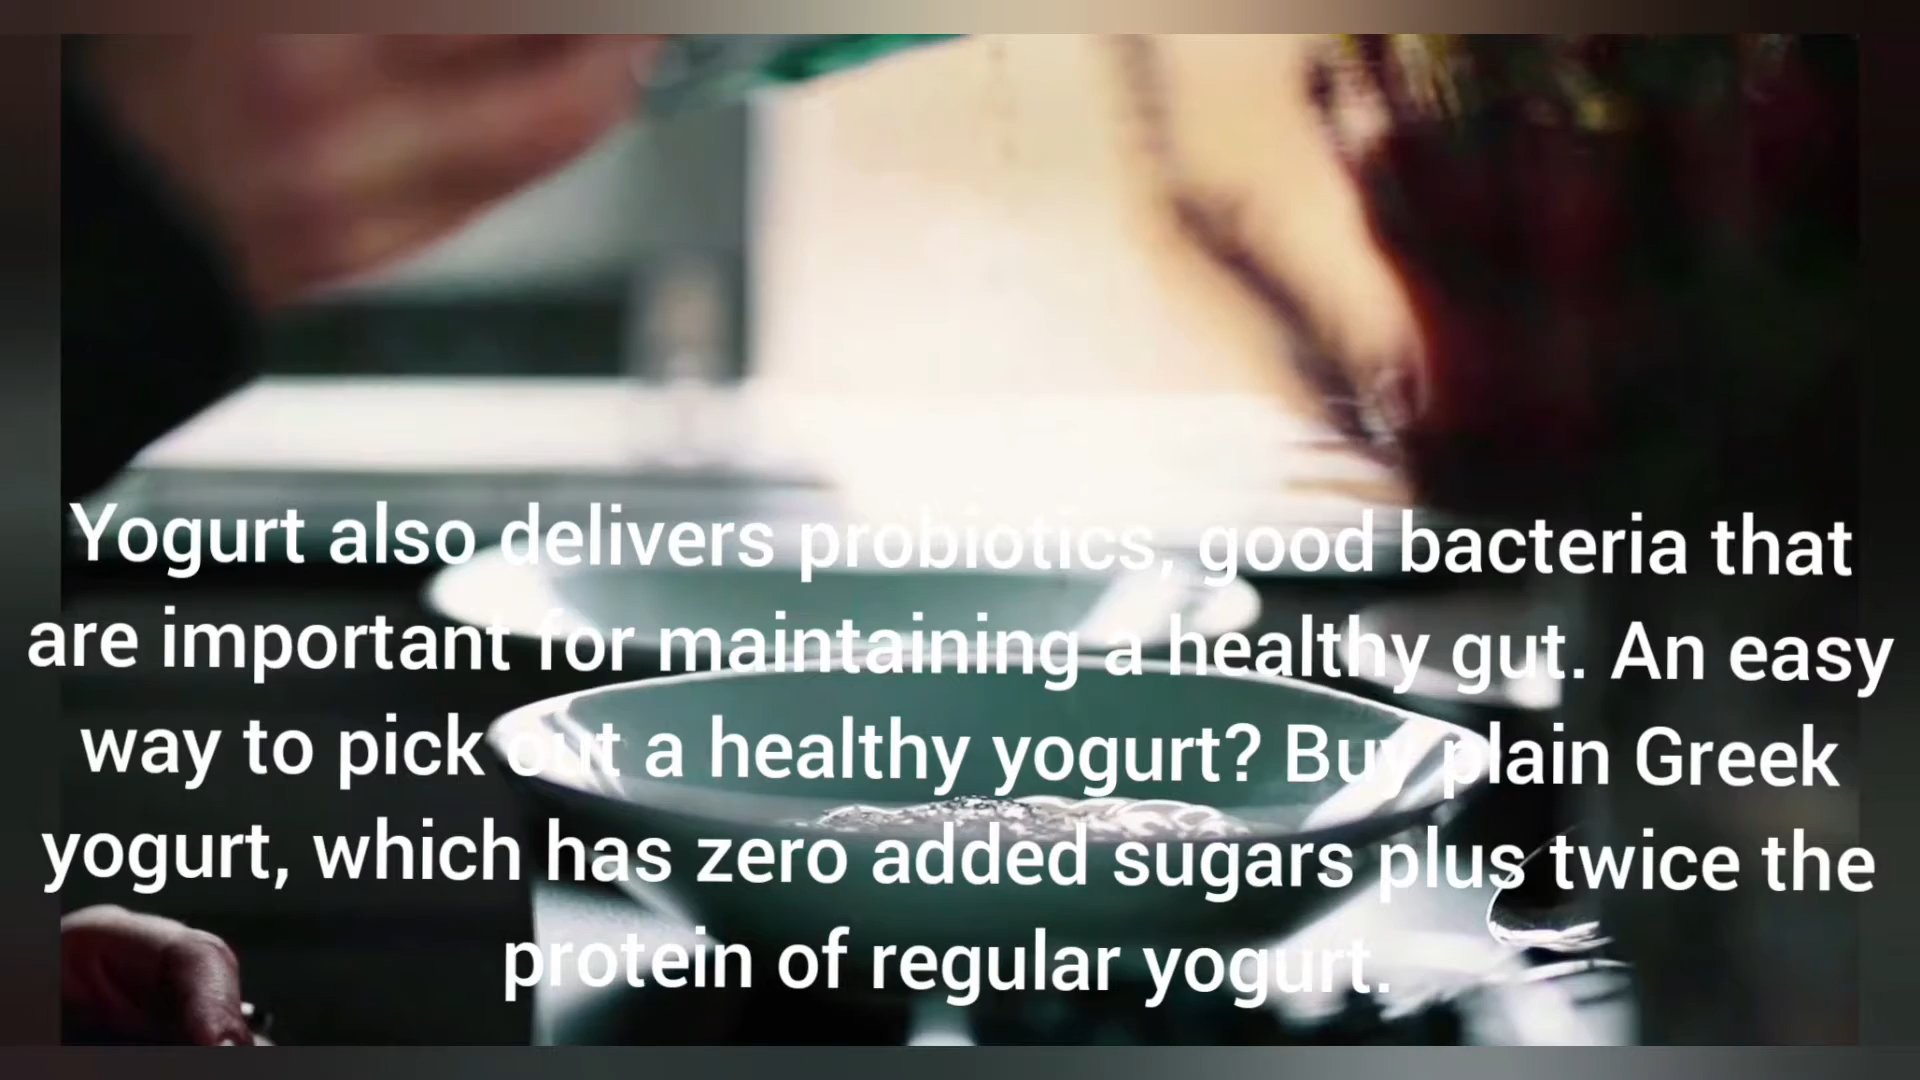 Yogurt also delivers probiotics, good bacteria that
are important for maintaining a healthy gut. An easy
way to pick out a healthy yogurt? Buy plain Greek
yogurt, which has zero added sugars plus twice the
protein of regular yogurt.